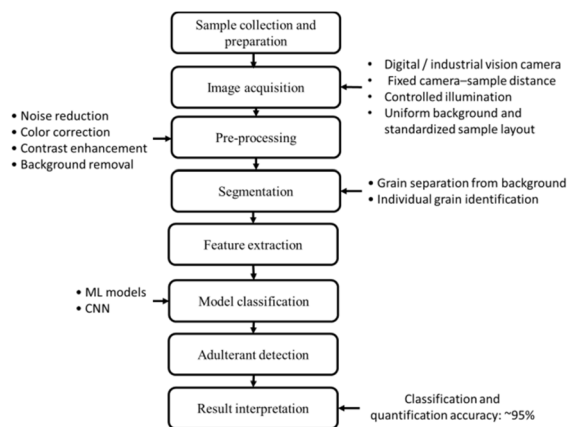 Sample collection and
preparation
Image acquisition
• Digital / industrial vision camera
• Fixed camera–sample distance
• Controlled illumination
• Uniform background and
standardized sample layout
• Noise reduction
• Color correction
• Contrast enhancement
• Background removal
Pre-processing
Segmentation
• Grain separation from background
• Individual grain identification
Feature extraction
• ML models
• CNN
Model classification
Adulterant detection
Result interpretation
Classification and
quantification accuracy: ~95%